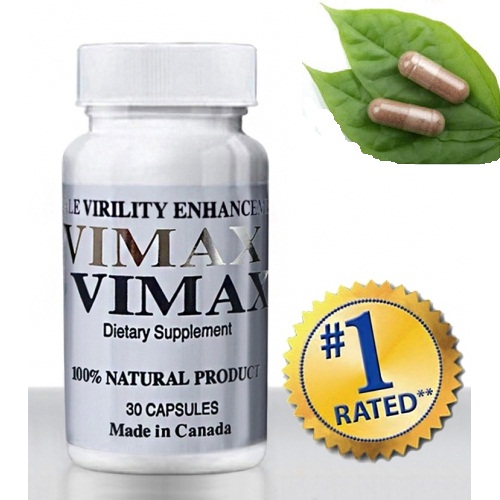 LE VIRILITY ENHANCE
VIMAX
VIMAX
Dietary Supplement
100% NATURAL PRODUCT
30 CAPSULES
Made in Canada
#1
RATED**